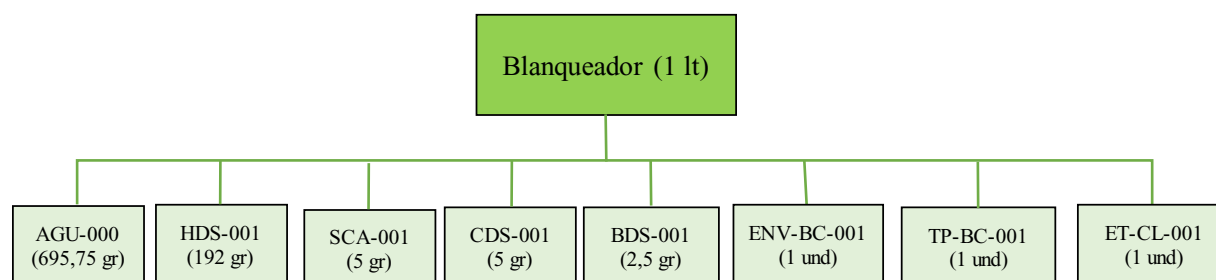 Blanqueador (1 lt)
AGU-000
(695,75 gr)
HDS-001
(192 gr)
SCA-001
(5 gr)
CDS-001
(5 gr)
BDS-001
(2,5 gr)
ENV-BC-001
(1 und)
TP-BC-001
(1 und)
ET-CL-001
(1 und)